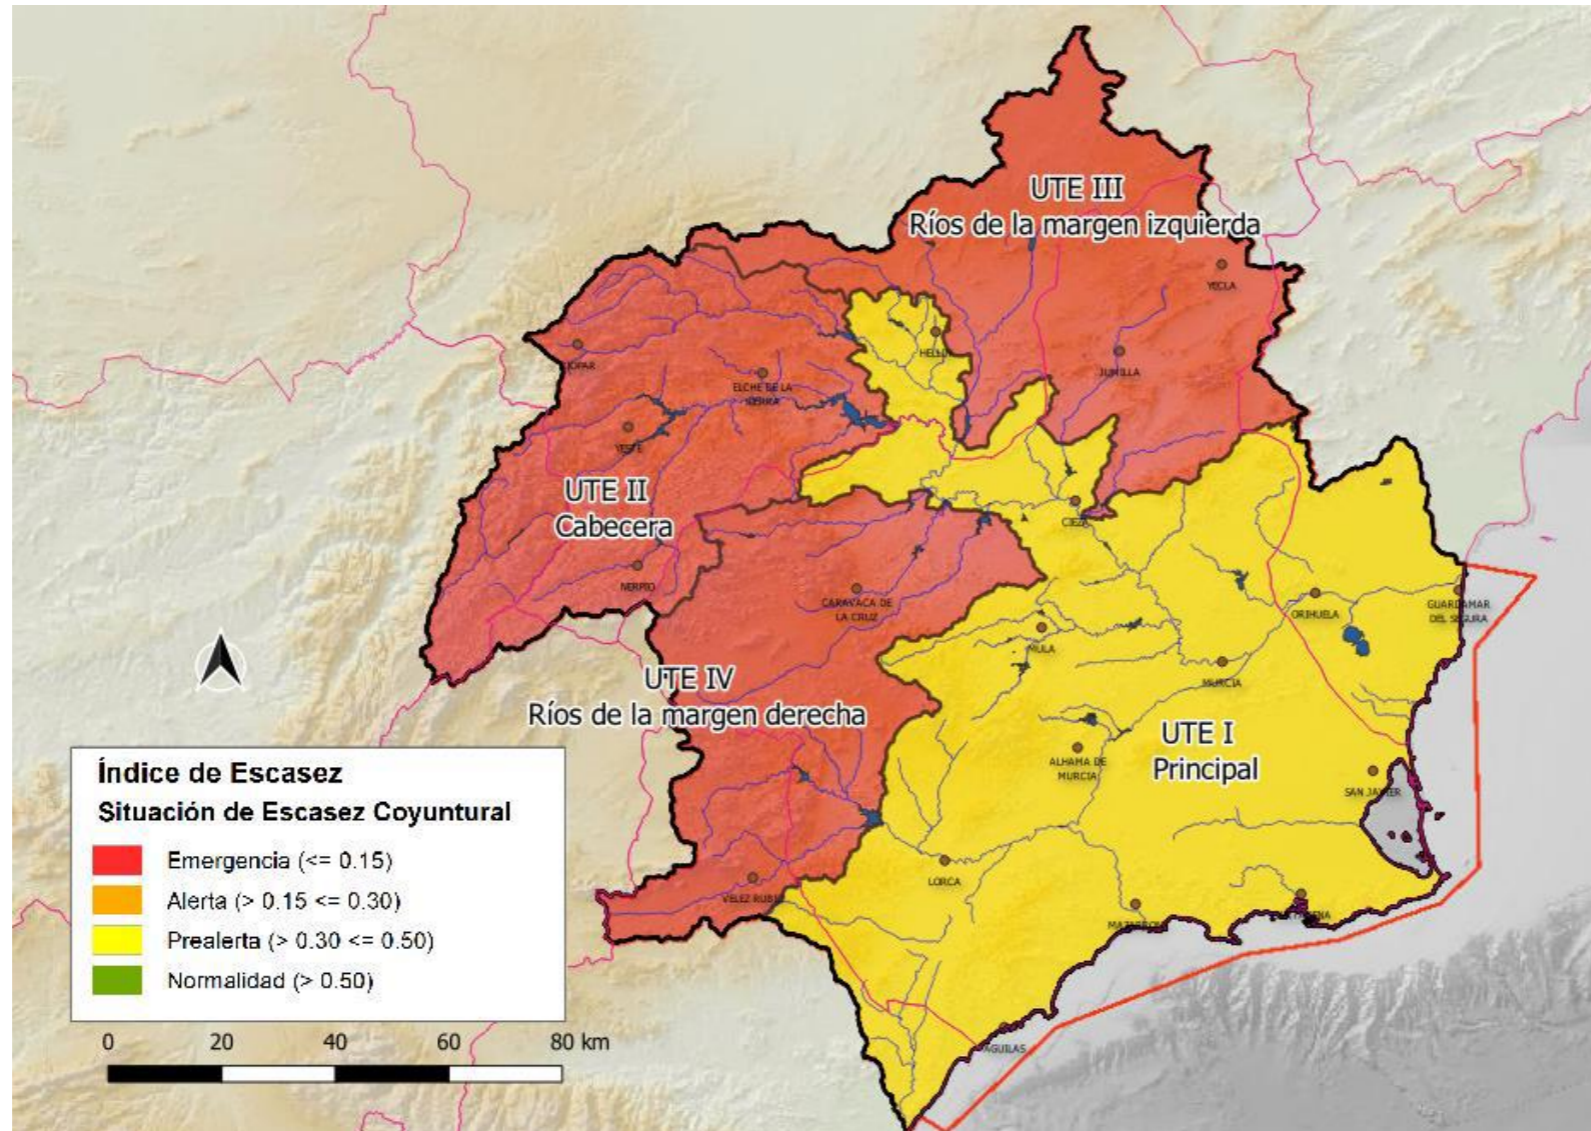 UTE III
Ríos de la margen izquierda
YECLA
HELLÍN
JUMILLA
ELCHE DE LA
SIERRA
YESTE
UTE II
Cabecera
CIEZA
NERPIO
CARAVACA DE
LA CRUZ
ORIHUELA
GUARDAMAR
DEL SEGURA
MULA
MURCIA
UTE IV
Ríos de la margen derecha
UTE I
Principal
ALHAMA DE
MURCIA
SAN JAVIER
LORCA
VELEZ RUBIO
MAZARRON
CARTAGENA
AGUILAS
Índice de Escasez
Situación de Escasez Coyuntural
Emergencia (<= 0.15)
Alerta (> 0.15 <= 0.30)
Prealerta (> 0.30 <= 0.50)
Normalidad (> 0.50)
0 20 40 60 80 km